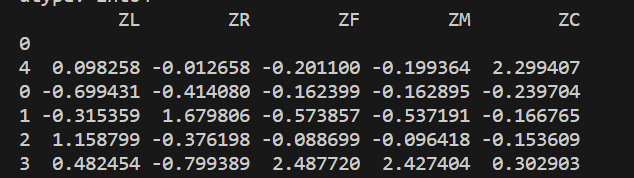 ZL ZR ZF ZM ZC
0
4 0.098258 -0.012658 -0.201100 -0.199364 2.299407
0 -0.699431 -0.414080 -0.162399 -0.162895 -0.239704
1 -0.315359 1.679806 -0.573857 -0.537191 -0.166765
2 1.158799 -0.376198 -0.088699 -0.096418 -0.153609
3 0.482454 -0.799389 2.487720 2.427404 0.302903